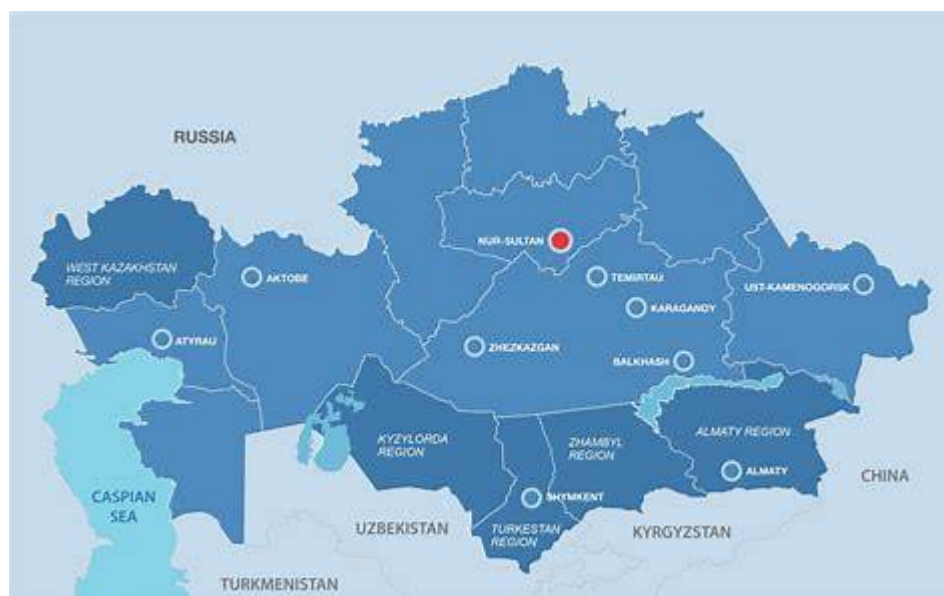 RUSSIA
NUR-SULTAN
WEST KAZAKHSTAN
REGION
AKTOBE
TEMIRTAU
UST-KAMENOGORSK
KARAGANDY
ATYRAU
ZHEZKAZGAN
BALKHASH
KYZYLORDA
REGION
ZHAMBYL
REGION
ALMATY REGION
ALMATY
CHINA
CASPIAN
SEA
SHYMKENT
UZBEKISTAN
TURKESTAN
REGION
KYRGYZSTAN
TURKMENISTAN